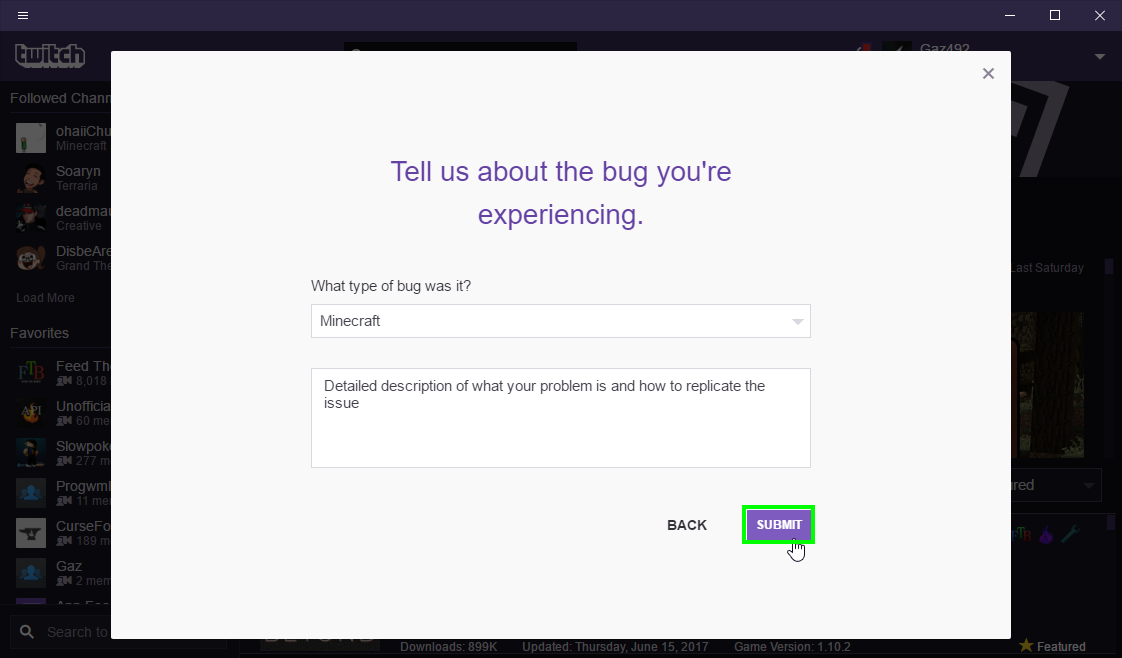 twitch
Gaz492
Followed Chann
ohaiiChu
Minecraft
Soaryn
Terraria
deadma
Creative
DisbeAre
Grand The
Load More
Favorites
Feed Th
8,018
Unofficia
60 me
Slowpok
277 m
Progwml
11 me
CurseFo
189 m
Gaz
2 mem
Search to
Tell us about the bug you're
experiencing.
What type of bug was it?
Minecraft
Detailed description of what your problem is and how to replicate the
issue
BACK
SUBMIT
Last Saturday
ured
FTB
Downloads: 899K
Updated: Thursday, June 15, 2017
Game Version: 1.10.2
Featured